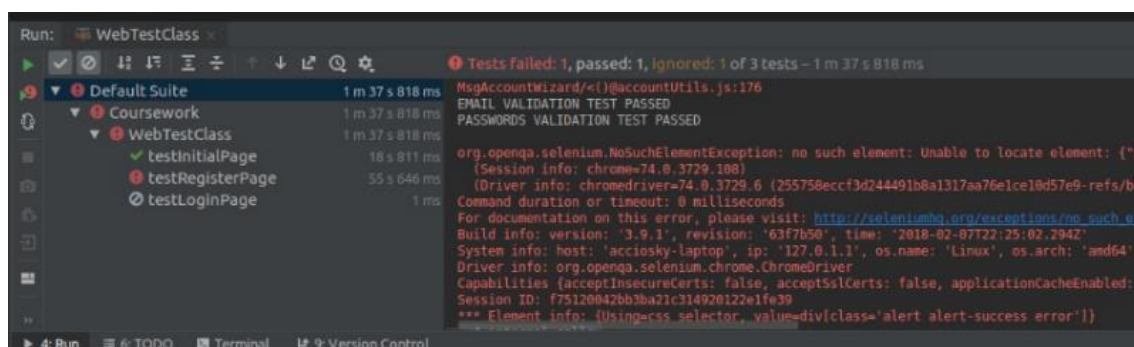 Run: WebTestClass
Tests failed: 1, passed: 1, ignored: 1 of 3 tests – 1 m 37 s 818 ms
Default Suite 1 m 37 s 818 ms
Coursework 1 m 37 s 818 ms
WebTestClass 1 m 37 s 818 ms
testInitialPage 18 s 811 ms
testRegisterPage 55 s 646 ms
testLoginPage 1 ms
MsgAccountWizard/<()@accountUtils.js:176
EMAIL VALIDATION TEST PASSED
PASSWORDS VALIDATION TEST PASSED
org.openqa.selenium.NoSuchElementException: no such element: Unable to locate element: {"
(Session info: chrome=74.0.3729.108)
(Driver info: chromedriver=74.0.3729.6 (255758eccf3d244491b8a1317aa76e1ce10d57e9-refs/b
Command duration or timeout: 0 milliseconds
For documentation on this error, please visit: http://seleniumhq.org/exceptions/no_such_e
Build info: version: '3.9.1', revision: '63f7b50', time: '2018-02-07T22:25:02.294Z'
System info: host: 'acciosky-laptop', ip: '127.0.1.1', os.name: 'Linux', os.arch: 'amd64'
Driver info: org.openqa.selenium.chrome.ChromeDriver
Capabilities {acceptInsecureCerts: false, acceptSslCerts: false, applicationCacheEnabled:
Session ID: f75120042bb3ba21c314920122e1fe39
*** Element info: {Using=css selector, value=div[class='alert alert-success error']}
4: Run 6: TODO Terminal 9: Version Control